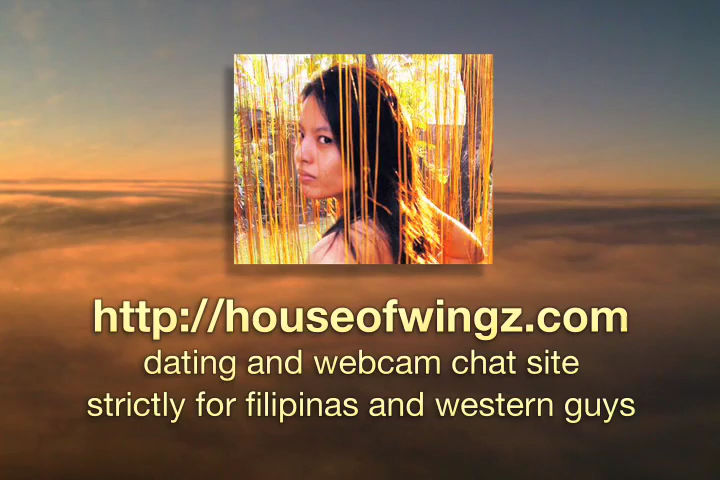 http://houseofwingz.com
dating and webcam chat site
strictly for filipinas and western guys